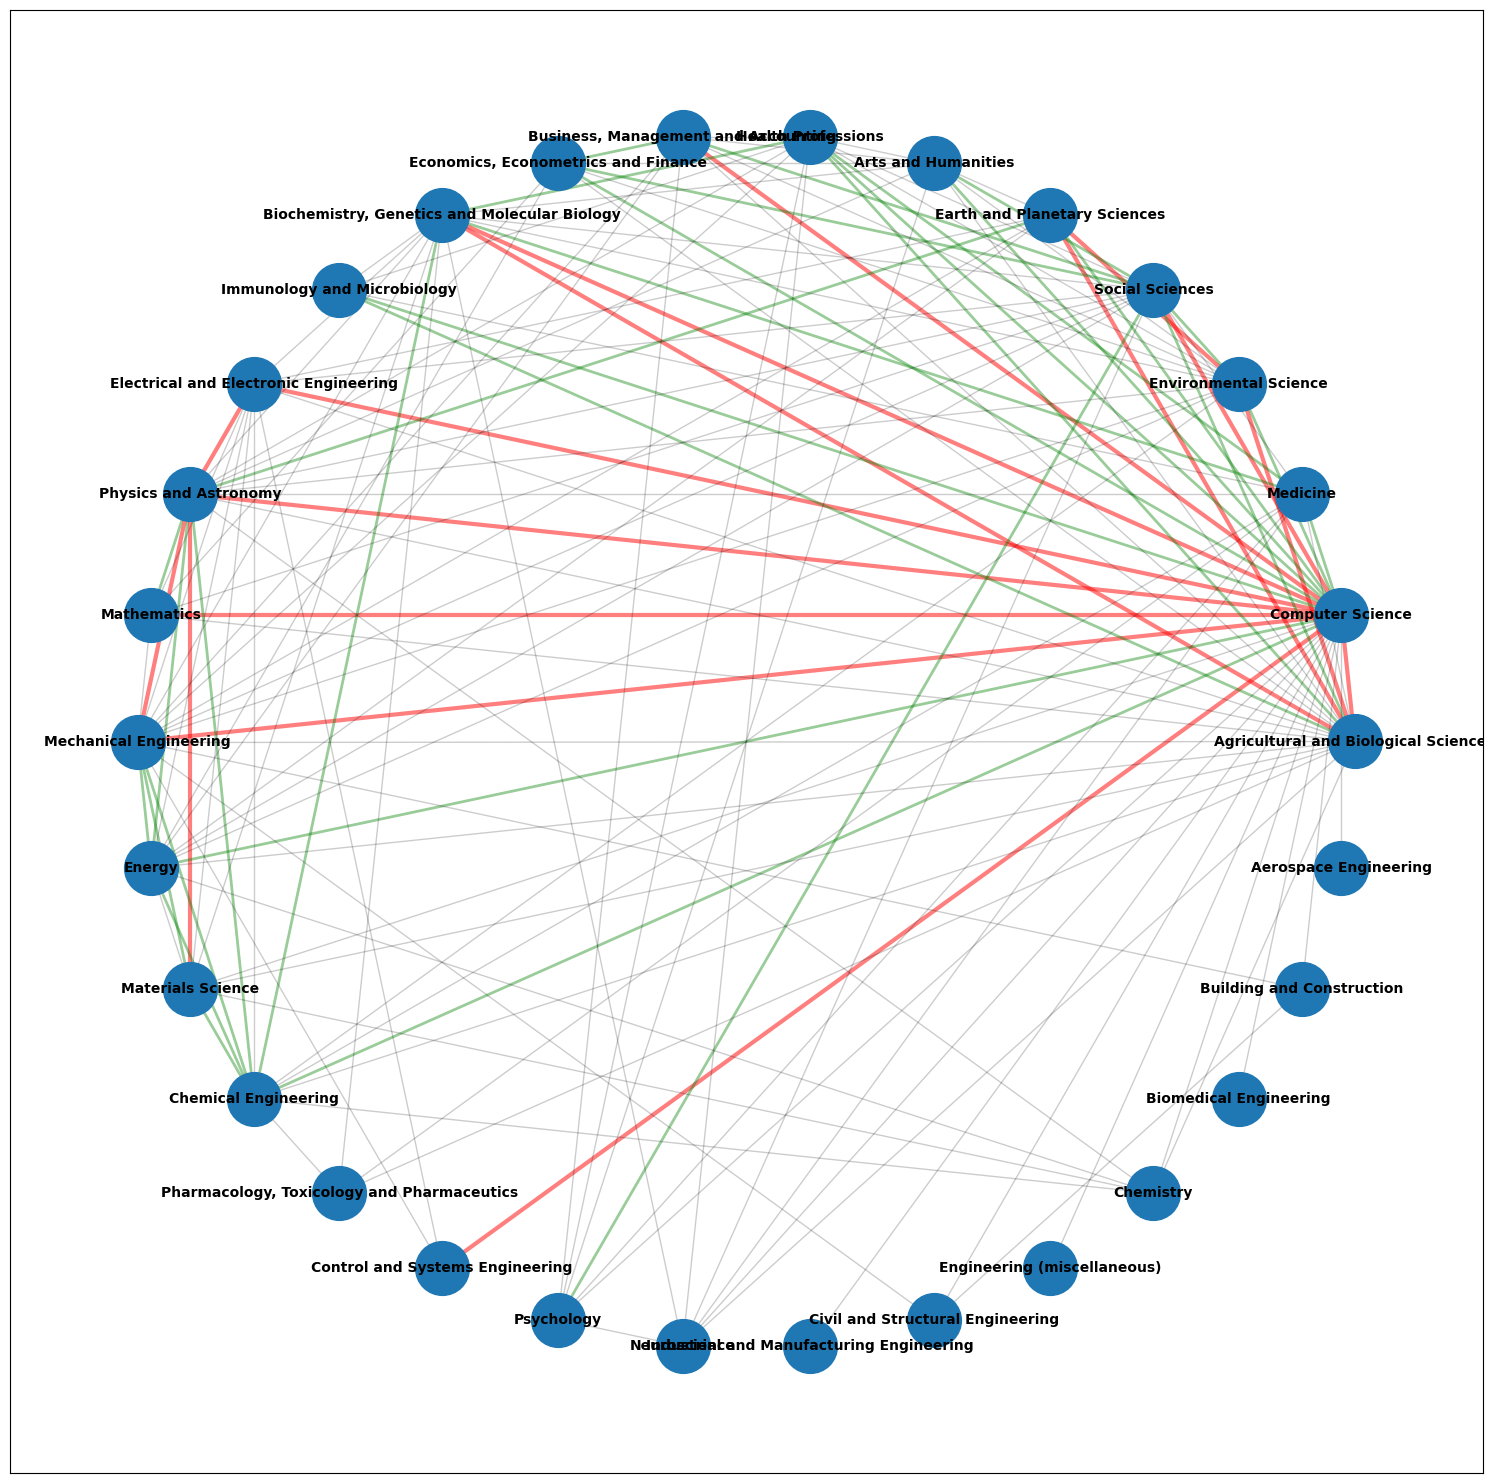 Business, Management and Accounting
Health Professions
Economics, Econometrics and Finance
Arts and Humanities
Biochemistry, Genetics and Molecular Biology
Earth and Planetary Sciences
Immunology and Microbiology
Social Sciences
Electrical and Electronic Engineering
Environmental Science
Physics and Astronomy
Medicine
Mathematics
Computer Science
Mechanical Engineering
Agricultural and Biological Science
Energy
Aerospace Engineering
Materials Science
Building and Construction
Chemical Engineering
Biomedical Engineering
Pharmacology, Toxicology and Pharmaceutics
Chemistry
Control and Systems Engineering
Engineering (miscellaneous)
Psychology
Civil and Structural Engineering
Neuroscience
Industrial and Manufacturing Engineering